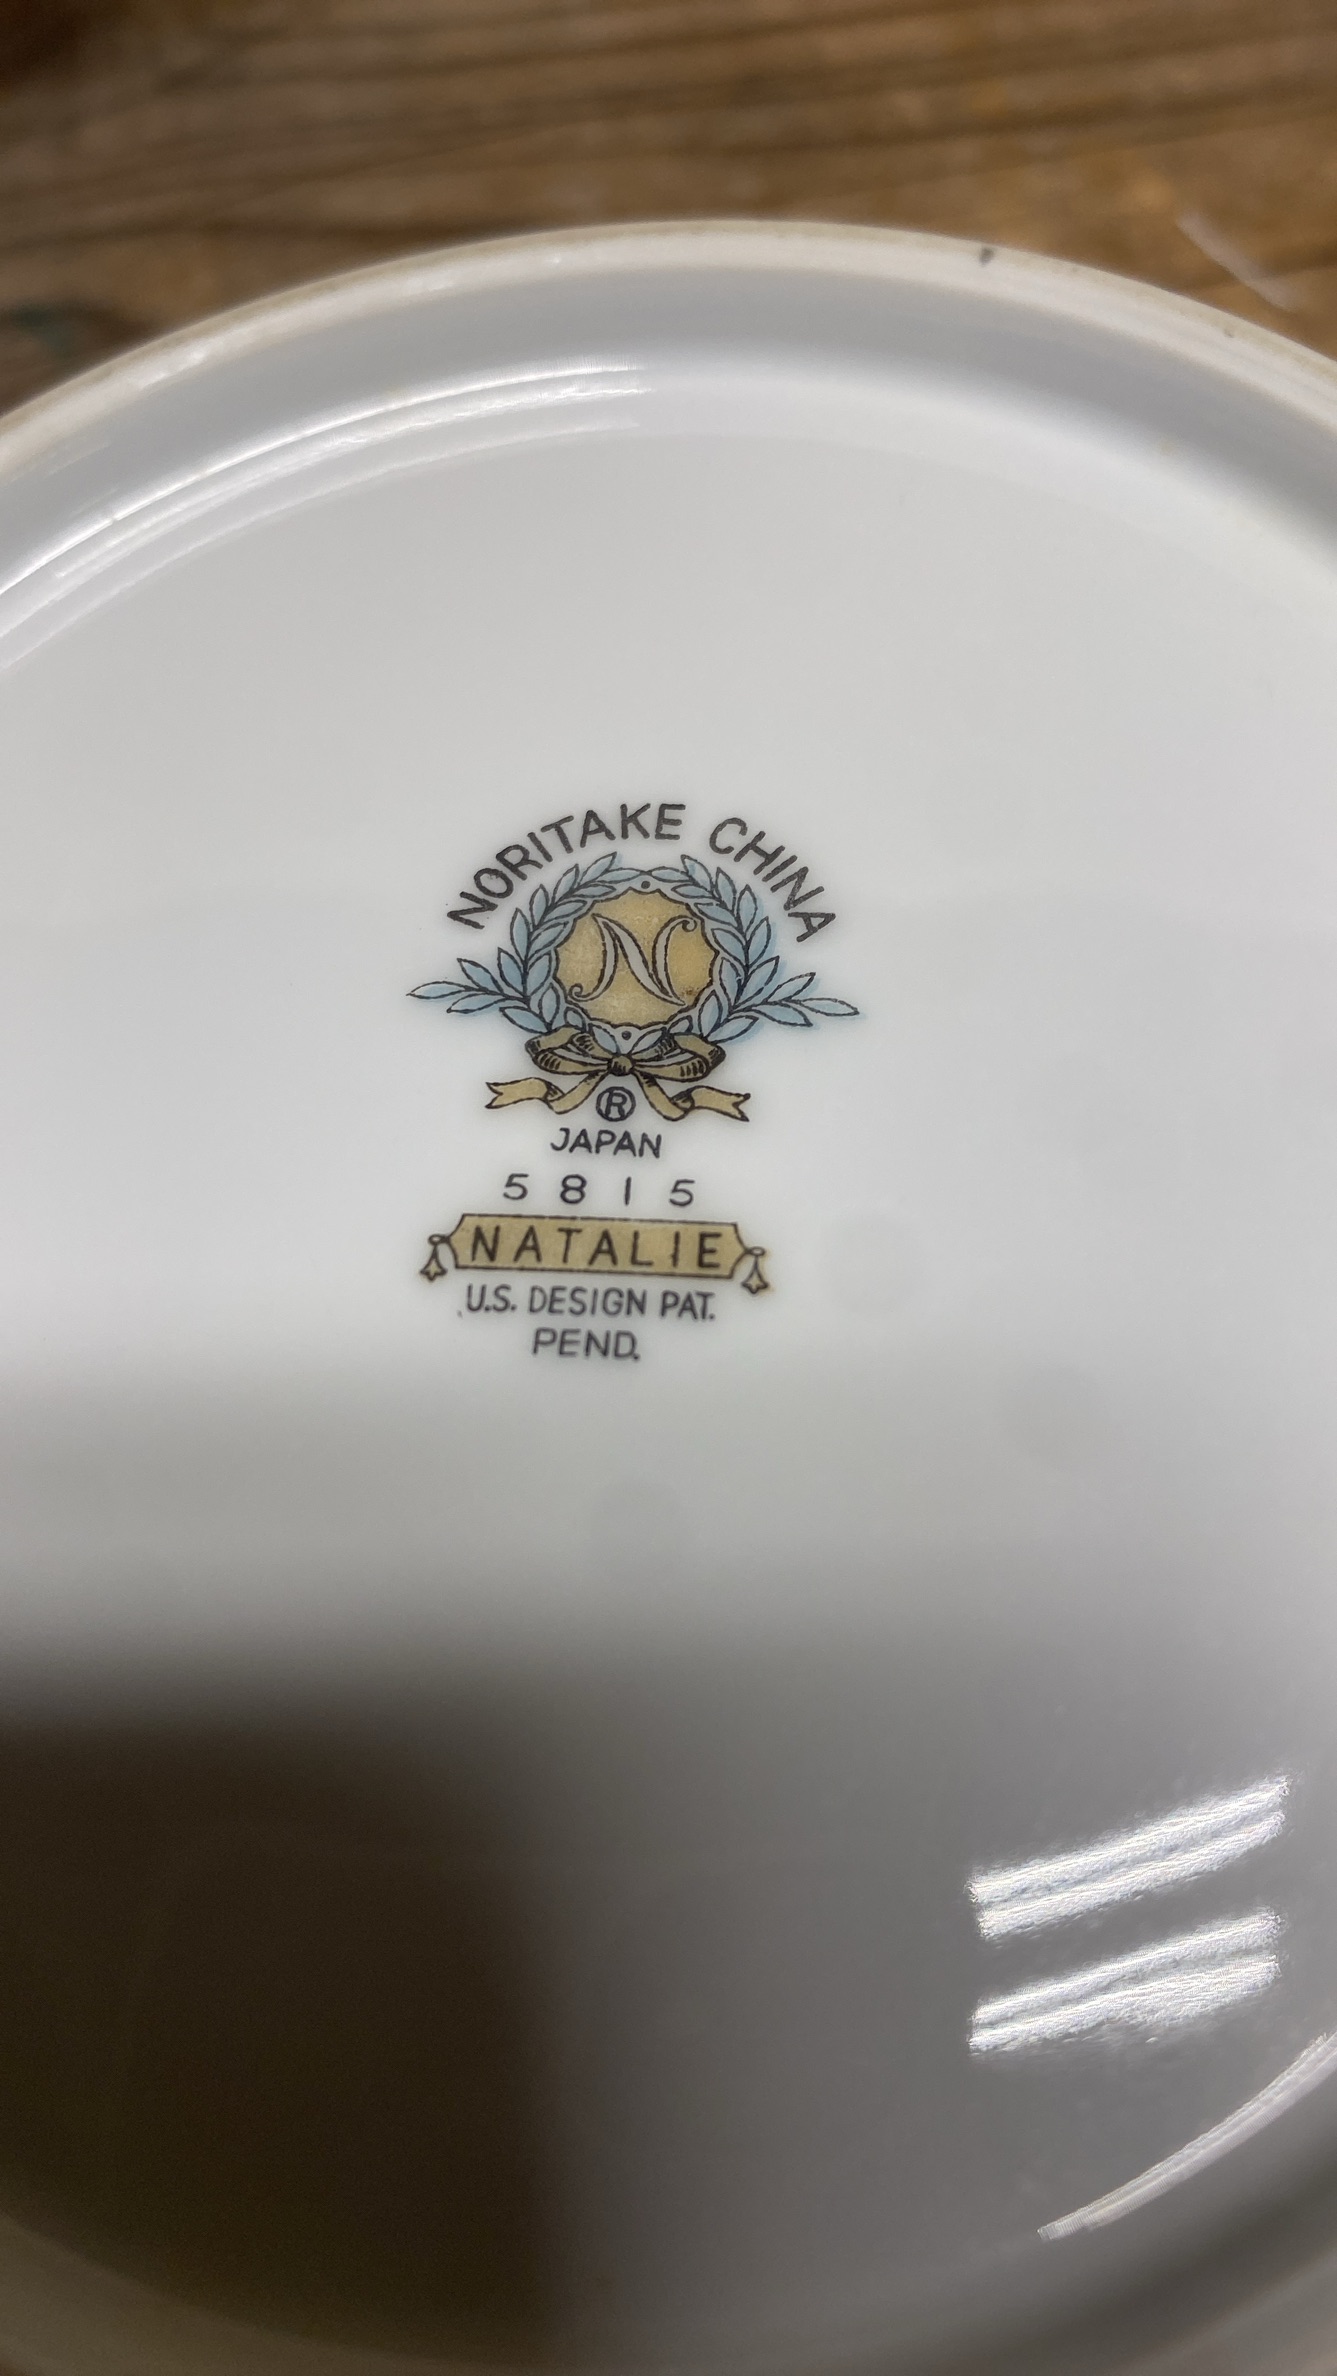 NORITAKE CHINA
N
®
JAPAN
5815
NATALIE
U.S. DESIGN PAT.
PEND.